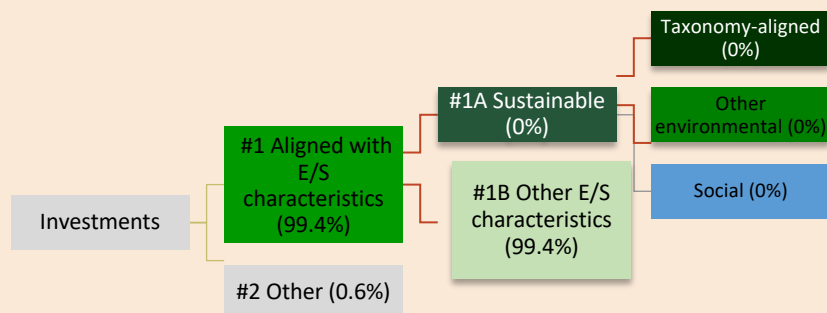 Investments
#1 Aligned with
E/S
characteristics
(99.4%)
#2 Other (0.6%)
#1A Sustainable
(0%)
#1B Other E/S
characteristics
(99.4%)
Taxonomy-aligned
(0%)
Other
environmental (0%)
Social (0%)